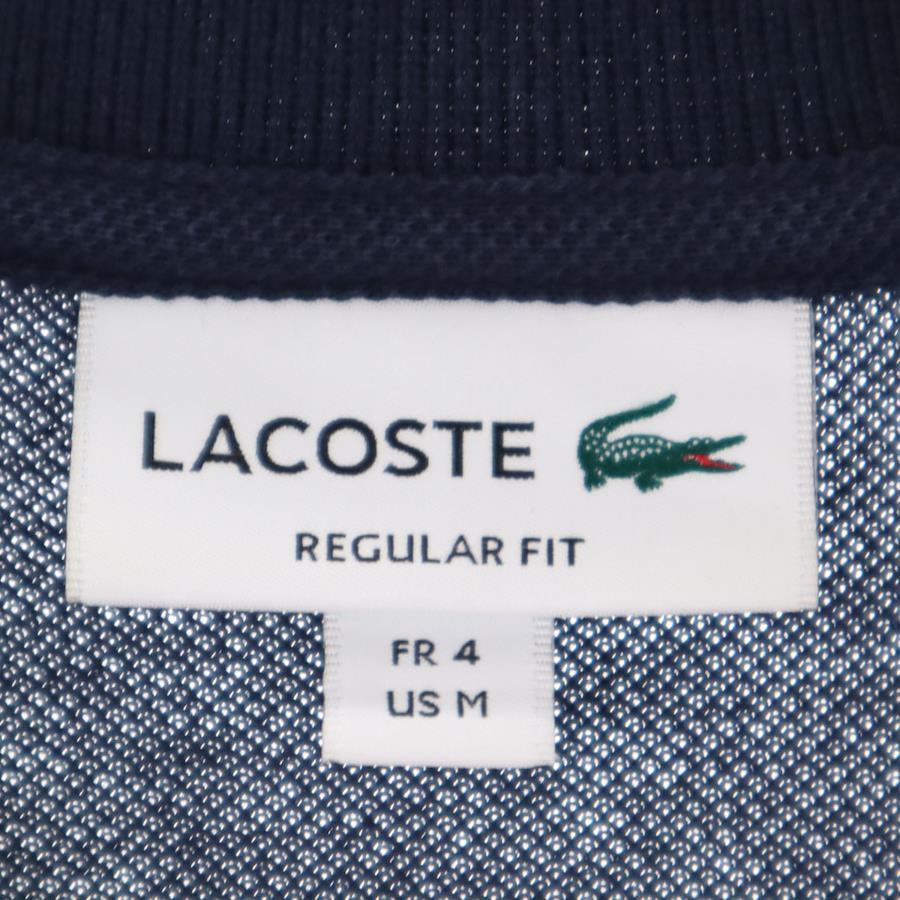 LACOSTE
REGULAR FIT
FR 4
US M